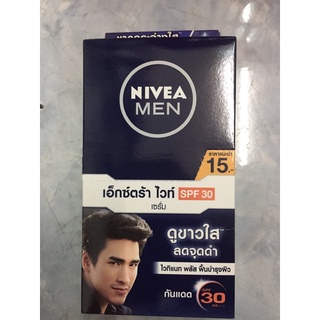 NIVEA
MEN
ราคาแนะนำ
15.-
เอ็กซ์ตร้า ไวท์ SPF 30
เซรั่ม
ดูขาวใส
ลดจุดดำ
ไวทิแนท พลัส ฟื้นบำรุงผิว
กันแดด
30